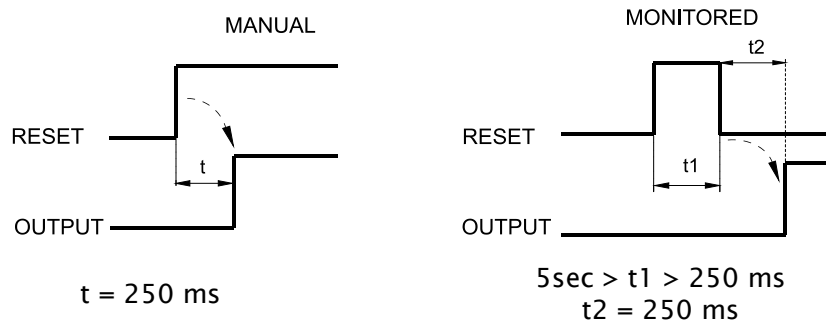 MANUAL
RESET
t
OUTPUT
t = 250 ms
MONITORED
t2
RESET
t1
OUTPUT
5sec > t1 > 250 ms
t2 = 250 ms